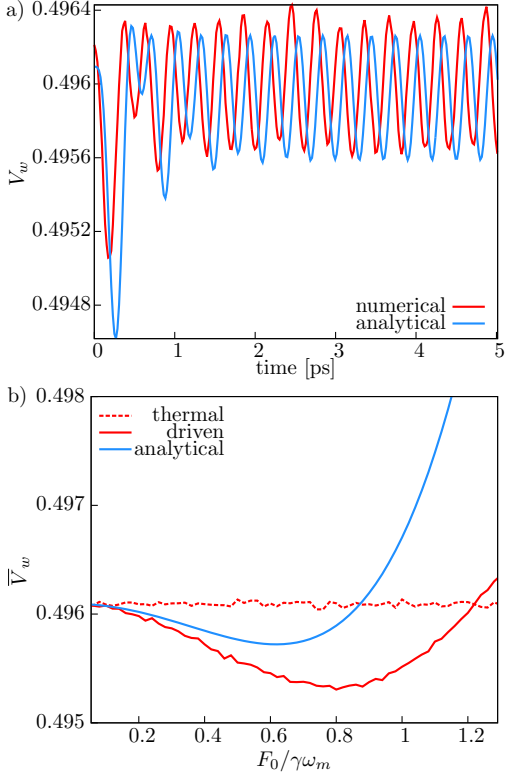 a)
0.4964
0.496
0.4956
0.4952
0.4948
V_w
numerical
analytical
0 1 2 3 4 5
time [ps]
b)
0.498
0.497
0.496
0.495
V̅_w
thermal
driven
analytical
0.2 0.4 0.6 0.8 1 1.2
F_0/γω_m